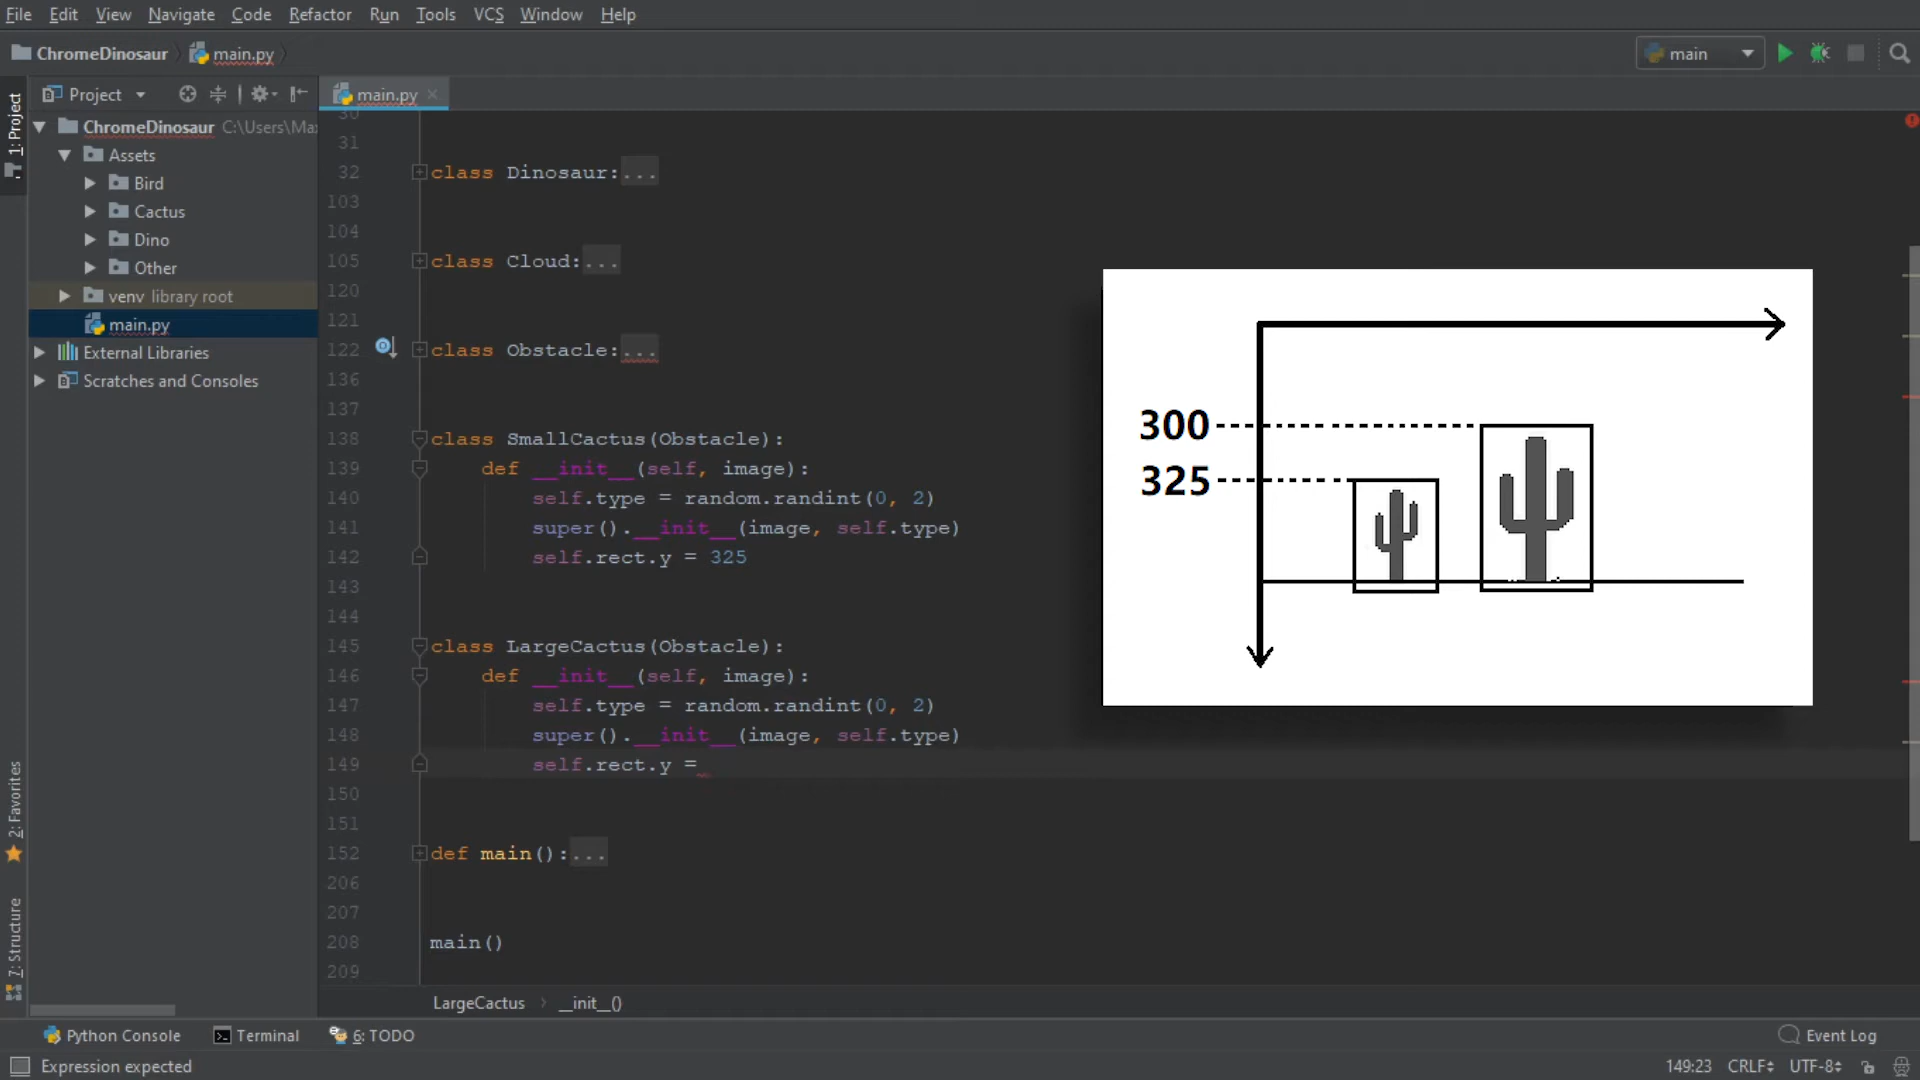 File Edit View Navigate Code Refactor Run Tools VCS Window Help
ChromeDinosaur main.py main
1: Project
Project
main.py
ChromeDinosaur C:\Users\Ma
Assets
Bird
Cactus
Dino
Other
venv library root
main.py
External Libraries
Scratches and Consoles
2: Favorites
7: Structure
30
31
32 class Dinosaur:...
103
104
105 class Cloud:...
120
121
122 class Obstacle:...
136
137
138 class SmallCactus(Obstacle):
139 def __init__(self, image):
140 self.type = random.randint(0, 2)
141 super().__init__(image, self.type)
142 self.rect.y = 325
143
144
145 class LargeCactus(Obstacle):
146 def __init__(self, image):
147 self.type = random.randint(0, 2)
148 super().__init__(image, self.type)
149 self.rect.y =
150
151
152 def main():...
206
207
208 main()
209
300
325
LargeCactus › __init__()
Python Console Terminal 6: TODO Event Log
Expression expected 149:23 CRLF UTF-8